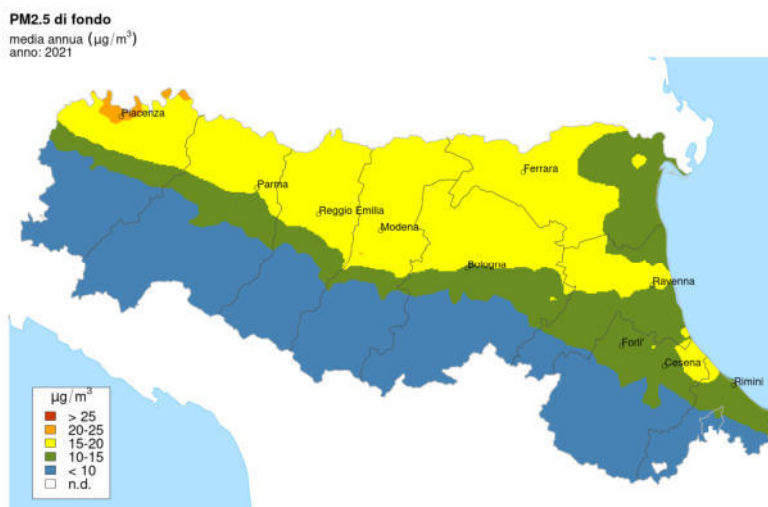 PM2.5 di fondo
media annua (µg/m³)
anno: 2021
Piacenza
Parma
Reggio Emilia
Modena
Ferrara
Bologna
Ravenna
Forli'
Cesena
Rimini
µg/m³
> 25
20-25
15-20
10-15
< 10
n.d.